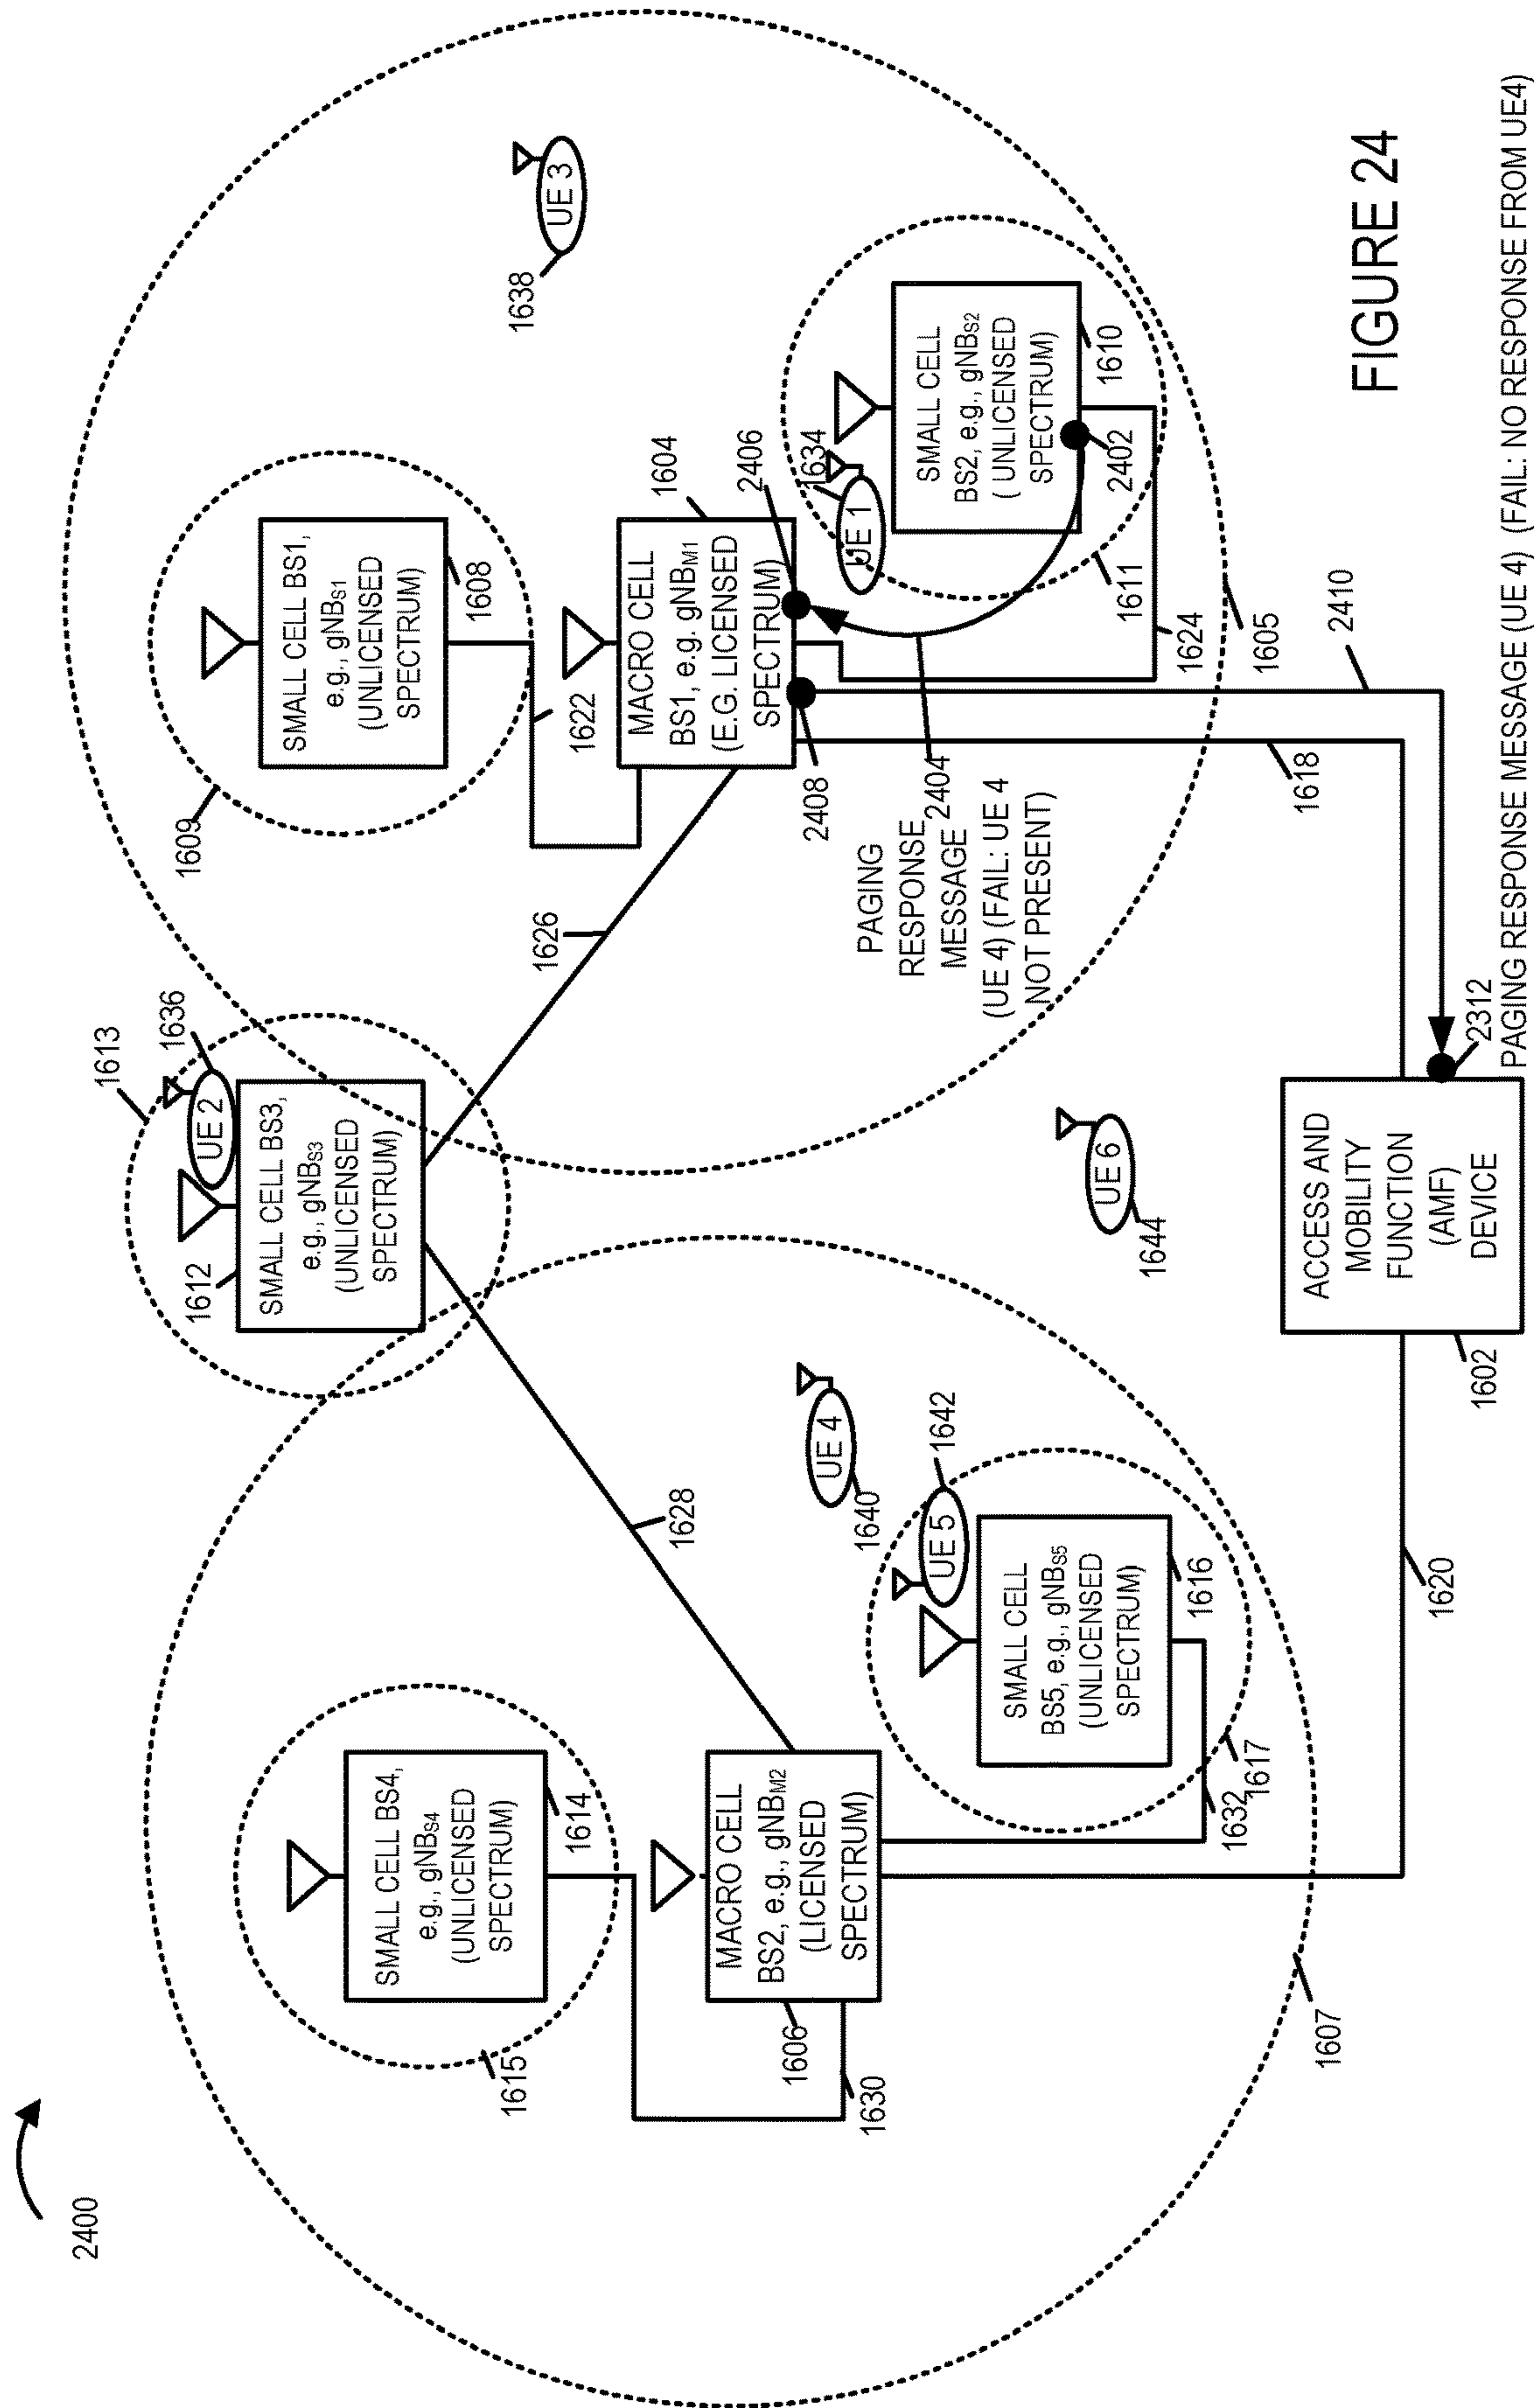 2400
1613
1636
UE 2
1612
SMALL CELL BS3,
e.g., gNBS3
(UNLICENSED
SPECTRUM)
1609
SMALL CELL BS1,
e.g., gNBS1
(UNLICENSED
SPECTRUM)
1608
1638
UE 3
SMALL CELL BS4,
e.g., gNBS4
(UNLICENSED
SPECTRUM)
1614
1615
1626
1628
1622
MACRO CELL
BS1, e.g. gNBM1
(E.G. LICENSED
SPECTRUM)
1604
2406
1634
UE 1
SMALL CELL
BS2, e.g., gNBS2
( UNLICENSED
SPECTRUM)
1610
2402
1611
1624
1605
2408
PAGING
RESPONSE
MESSAGE 2404
(UE 4) (FAIL: UE 4
NOT PRESENT)
MACRO CELL
BS2, e.g., gNBM2
(LICENSED
SPECTRUM)
1606
1630
UE 4
1640
UE 5
1642
SMALL CELL
BS5, e.g., gNBS5
(UNLICENSED
SPECTRUM)
1616
1617
1632
1607
UE 6
1644
1618
2410
1620
ACCESS AND
MOBILITY
FUNCTION
(AMF)
DEVICE
1602
2312
PAGING RESPONSE MESSAGE (UE 4) (FAIL: NO RESPONSE FROM UE4)
FIGURE 24